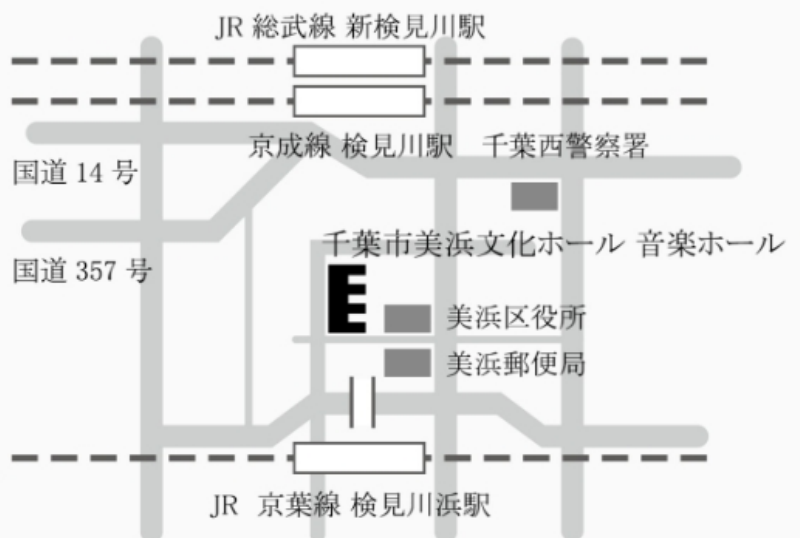 JR 総武線 新検見川駅
京成線 検見川駅
千葉西警察署
国道 14 号
千葉市美浜文化ホール 音楽ホール
国道 357 号
美浜区役所
美浜郵便局
JR 京葉線 検見川浜駅